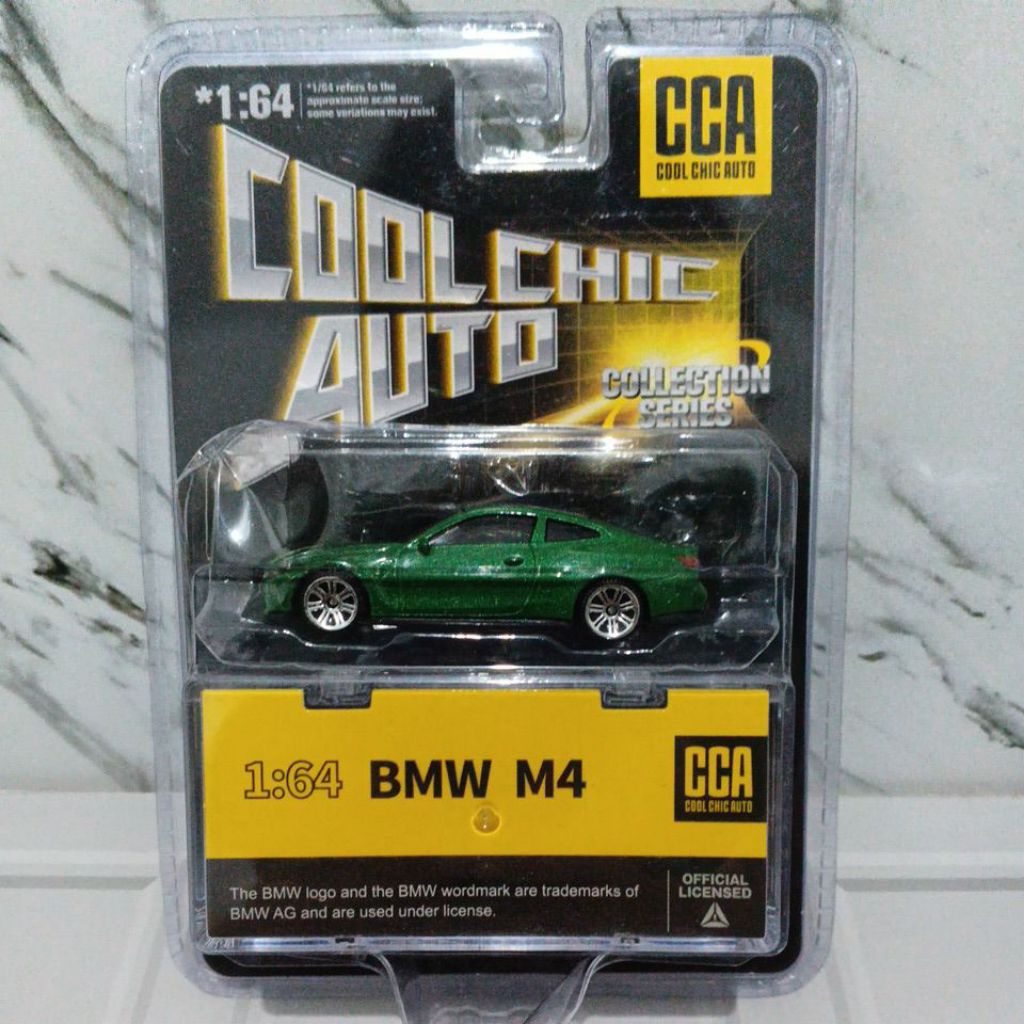 *1:64
*1/64 refers to the
approximate scale size;
some variations may exist.
CCA
COOL CHIC AUTO
COOL CHIC
AUTO
COLLECTION
SERIES
1:64 BMW M4
CCA
COOL CHIC AUTO
The BMW logo and the BMW wordmark are trademarks of
BMW AG and are used under license.
OFFICIAL
LICENSED